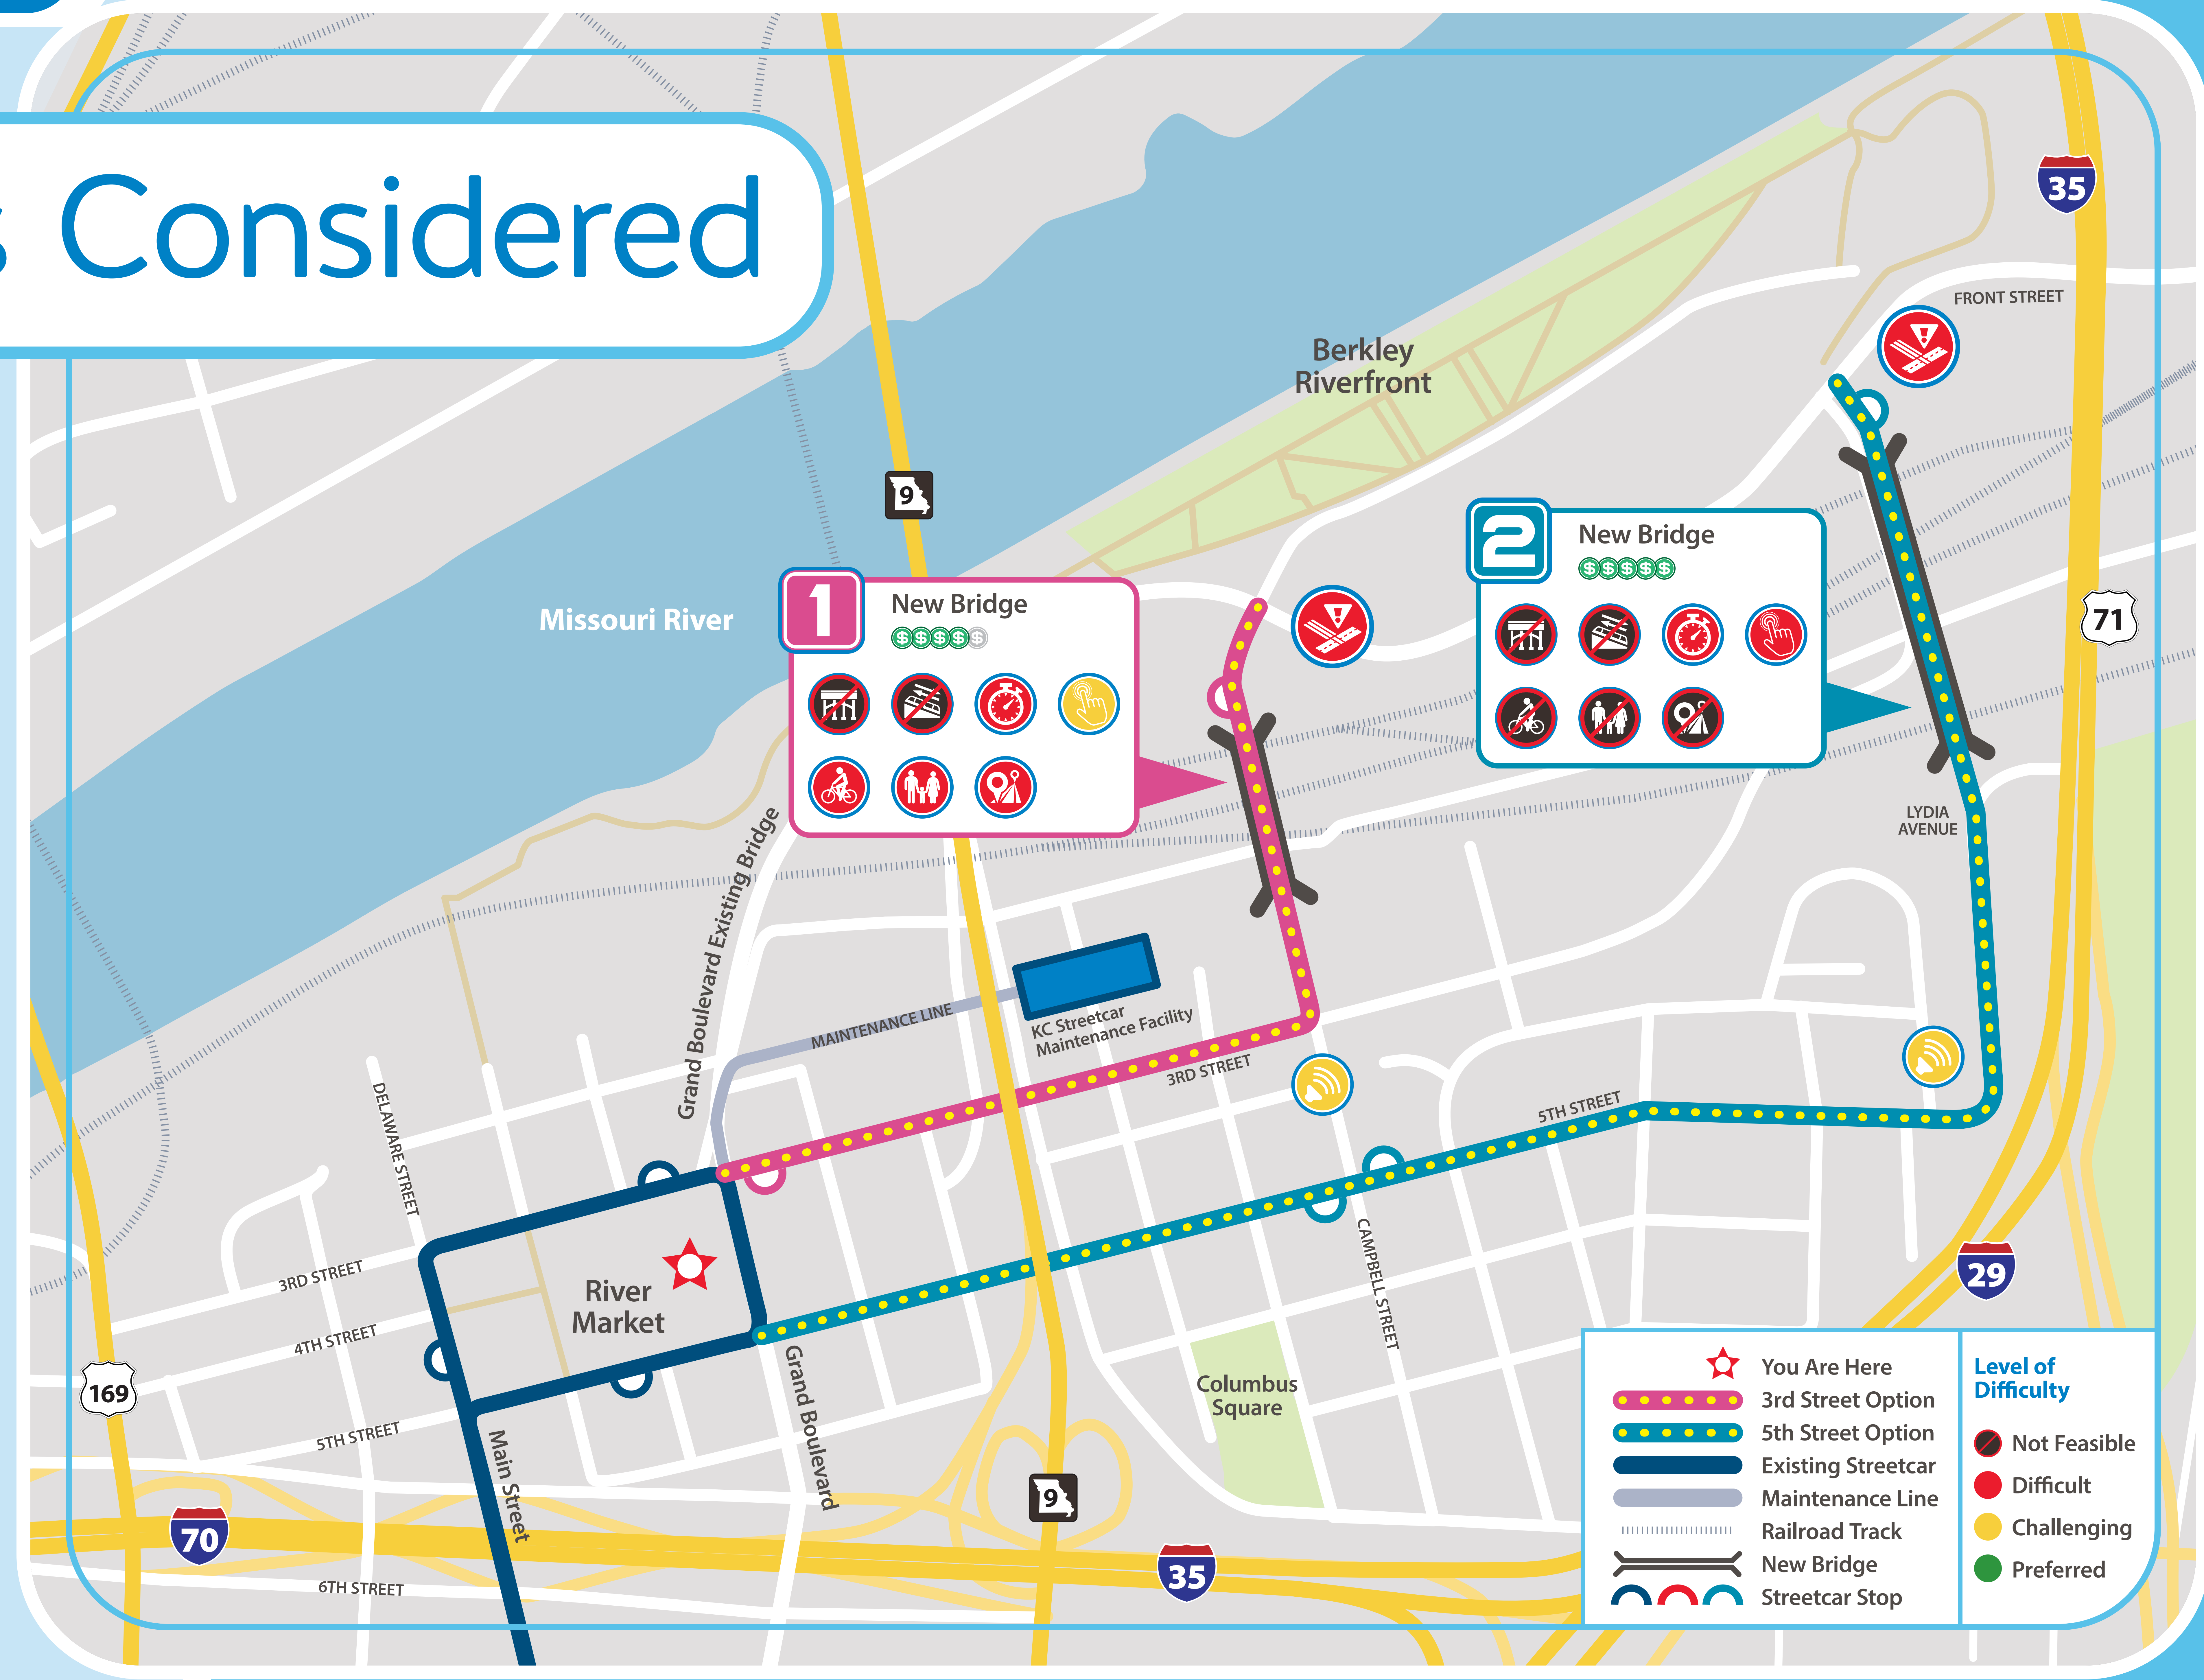 s Considered
35
FRONT STREET
Berkley
Riverfront
9
2
New Bridge
$$$$$
1
New Bridge
$$$$$
Missouri River
71
LYDIA
AVENUE
Grand Boulevard Existing Bridge
MAINTENANCE LINE
KC Streetcar
Maintenance Facility
3RD STREET
5TH STREET
DELAWARE STREET
CAMPBELL STREET
3RD STREET
4TH STREET
5TH STREET
River
Market
29
169
Grand Boulevard
Columbus
Square
Main Street
9
70
35
6TH STREET
You Are Here
3rd Street Option
5th Street Option
Existing Streetcar
Maintenance Line
Railroad Track
New Bridge
Streetcar Stop
Level of
Difficulty
Not Feasible
Difficult
Challenging
Preferred